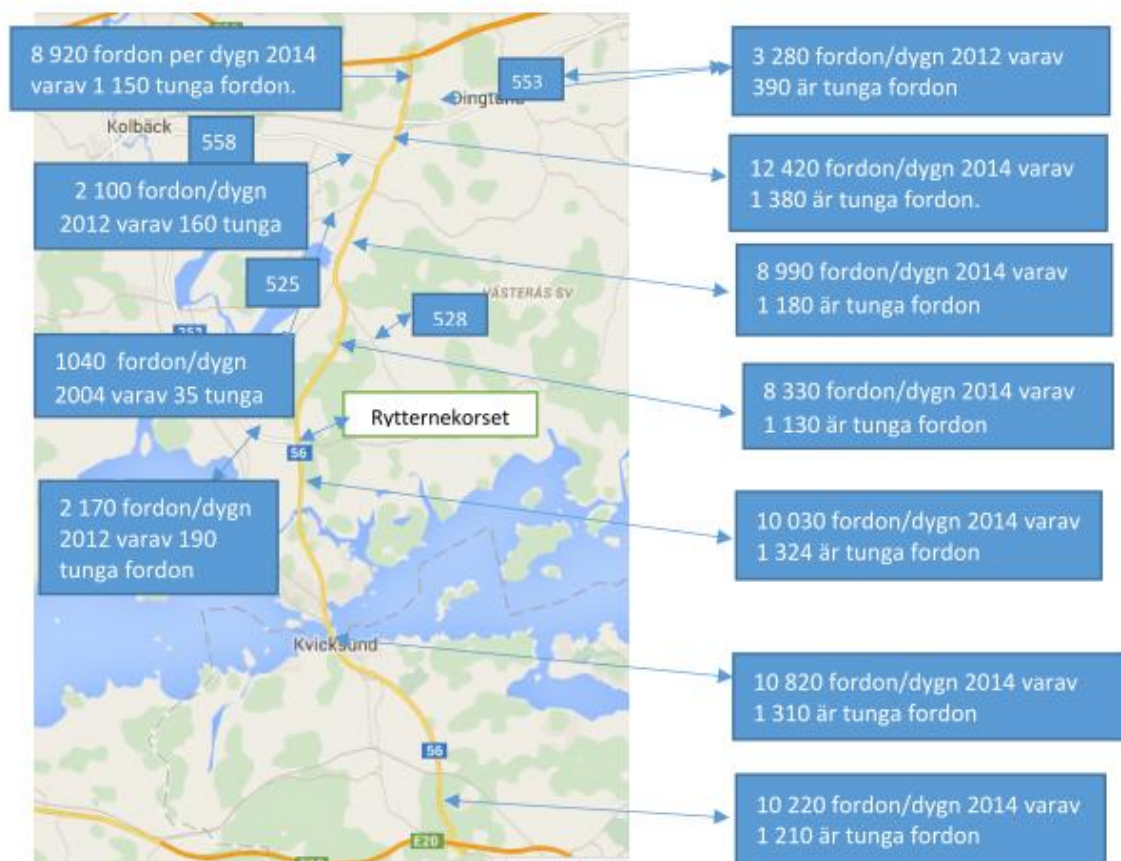 8 920 fordon per dygn 2014
varav 1 150 tunga fordon.
553
3 280 fordon/dygn 2012 varav
390 är tunga fordon
Dingtuna
Kolbäck
558
2 100 fordon/dygn
2012 varav 160 tunga
12 420 fordon/dygn 2014 varav
1 380 är tunga fordon.
8 990 fordon/dygn 2014 varav
1 180 är tunga fordon
525
VÄSTERÅS SV
528
252
1040 fordon/dygn
2004 varav 35 tunga
8 330 fordon/dygn 2014 varav
1 130 är tunga fordon
Rytternekorset
56
2 170 fordon/dygn
2012 varav 190
tunga fordon
10 030 fordon/dygn 2014 varav
1 324 är tunga fordon
Kvicksund
10 820 fordon/dygn 2014 varav
1 310 är tunga fordon
56
10 220 fordon/dygn 2014 varav
1 210 är tunga fordon
E20